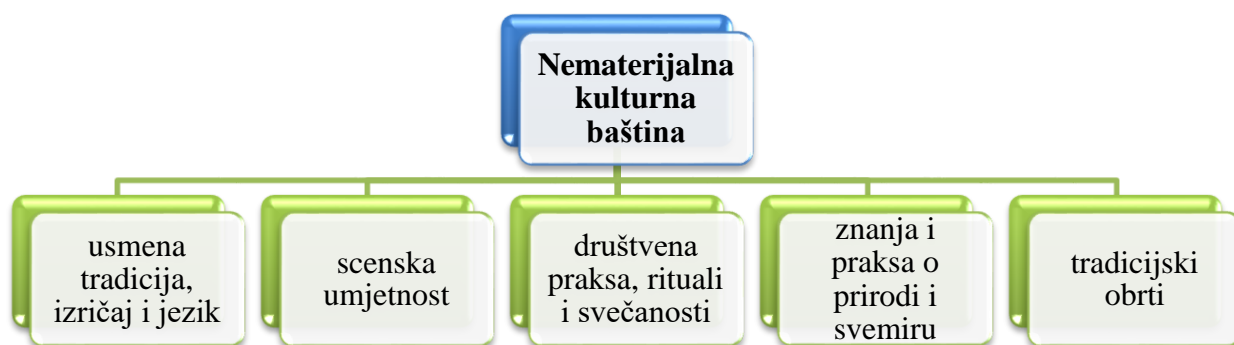 Nematerijalna
kulturna
baština
usmena
tradicija,
izričaj i jezik
scenska
umjetnost
društvena
praksa, rituali
i svečanosti
znanja i
praksa o
prirodi i
svemiru
tradicijski
obrti